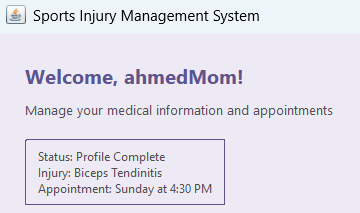 Sports Injury Management System
Welcome, ahmedMom!
Manage your medical information and appointments
Status: Profile Complete
Injury: Biceps Tendinitis
Appointment: Sunday at 4:30 PM